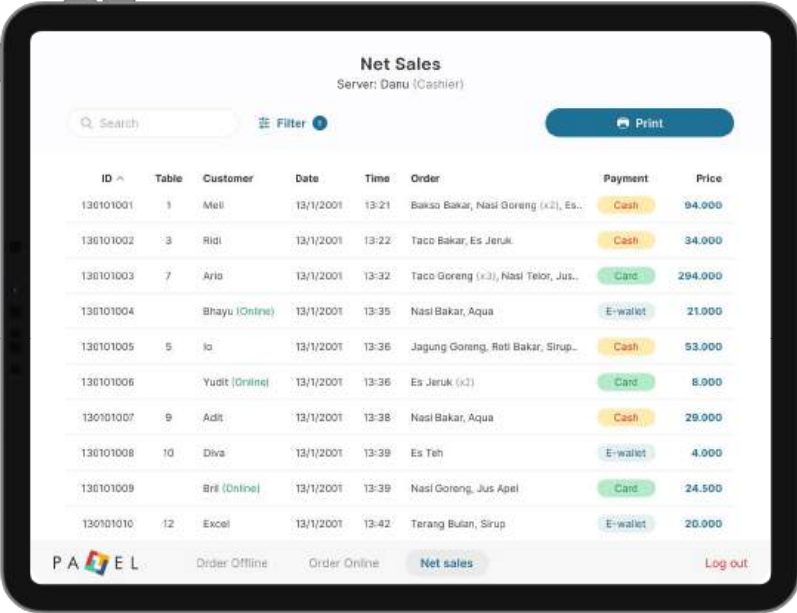 Net Sales
Server: Danu (Cashier)
Search Filter Print
ID Table Customer Date Time Order Payment Price
130101001 1 Meli 13/1/2001 13:21 Bakso Bakar, Nasi Goreng (x2), Es.. Cash 94.000
130101002 3 Ridi 13/1/2001 13:22 Taco Bakar, Es Jeruk Cash 34.000
130101003 7 Ario 13/1/2001 13:32 Taco Goreng (x3), Nasi Telor, Jus.. Card 294.000
130101004 Bhayu (Online) 13/1/2001 13:35 Nasi Bakar, Aqua E-wallet 21.000
130101005 5 Io 13/1/2001 13:36 Jagung Goreng, Roti Bakar, Sirup.. Cash 53.000
130101006 Yudit (Online) 13/1/2001 13:36 Es Jeruk (x2) Card 8.000
130101007 9 Adit 13/1/2001 13:38 Nasi Bakar, Aqua Cash 29.000
130101008 10 Diva 13/1/2001 13:39 Es Teh E-wallet 4.000
130101009 Bril (Online) 13/1/2001 13:39 Nasi Goreng, Jus Apel Card 24.500
130101010 12 Excel 13/1/2001 13:42 Terang Bulan, Sirup E-wallet 20.000
Order Offline Order Online Net sales Log out